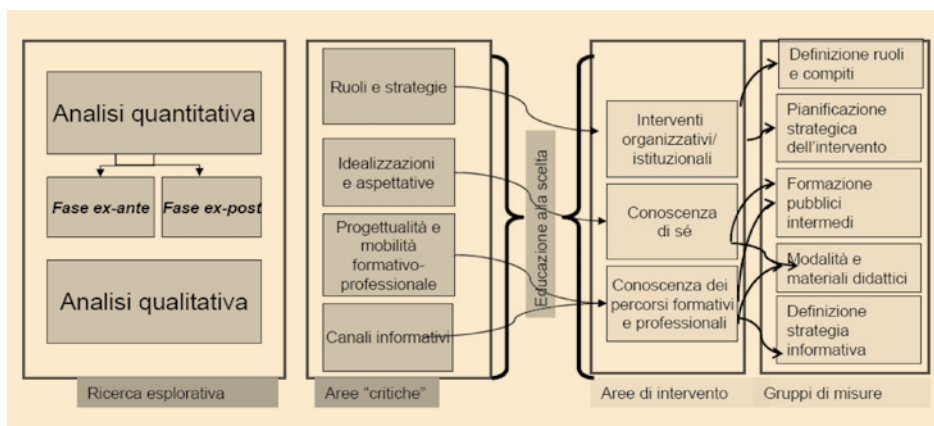 Analisi quantitativa
Fase ex-ante
Fase ex-post
Analisi qualitativa
Ricerca esplorativa
Ruoli e strategie
Idealizzazioni
e aspettative
Progettualità e
mobilità
formativo-
professionale
Canali informativi
Aree "critiche"
Educazione alla scelta
Interventi
organizzativi/
istituzionali
Conoscenza
di sé
Conoscenza dei
percorsi formativi
e professionali
Aree di intervento
Definizione ruoli
e compiti
Pianificazione
strategica
dell'intervento
Formazione
pubblici
intermedi
Modalità e
materiali didattici
Definizione
strategia
informativa
Gruppi di misure